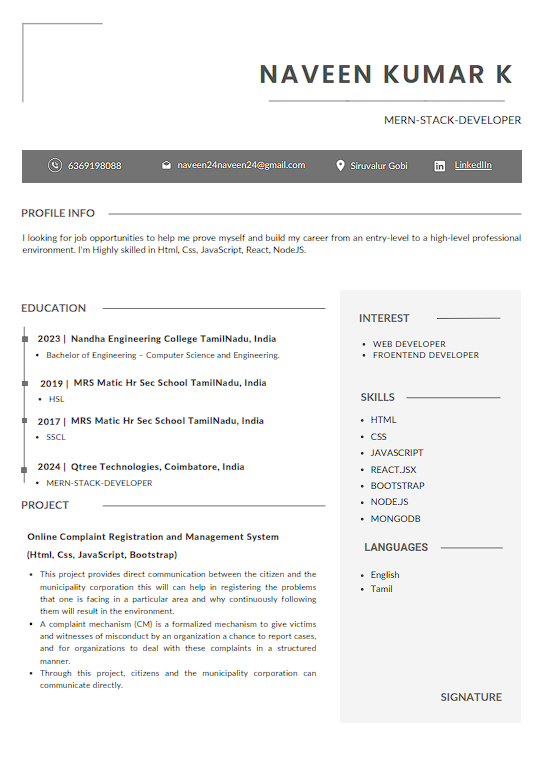 NAVEEN KUMAR K
MERN-STACK-DEVELOPER
6369198088
naveen24naveen24@gmail.com
Siruvalur Gobi
LinkedIIn
PROFILE INFO
I looking for job opportunities to help me prove myself and build my career from an entry-level to a high-level professional
environment. I'm Highly skilled in Html, Css, JavaScript, React, NodeJS.
EDUCATION
2023 | Nandha Engineering College TamilNadu, India
• Bachelor of Engineering – Computer Science and Engineering.
2019 | MRS Matic Hr Sec School TamilNadu, India
• HSL
2017 | MRS Matic Hr Sec School TamilNadu, India
• SSCL
2024 | Qtree Technologies, Coimbatore, India
• MERN-STACK-DEVELOPER
PROJECT
Online Complaint Registration and Management System
(Html, Css, JavaScript, Bootstrap)
• This project provides direct communication between the citizen and the
municipality corporation this will can help in registering the problems
that one is facing in a particular area and why continuously following
them will result in the environment.
• A complaint mechanism (CM) is a formalized mechanism to give victims
and witnesses of misconduct by an organization a chance to report cases,
and for organizations to deal with these complaints in a structured
manner.
• Through this project, citizens and the municipality corporation can
communicate directly.
INTEREST
• WEB DEVELOPER
• FROENTEND DEVELOPER
SKILLS
• HTML
• CSS
• JAVASCRIPT
• REACT.JSX
• BOOTSTRAP
• NODE.JS
• MONGODB
LANGUAGES
• English
• Tamil
SIGNATURE